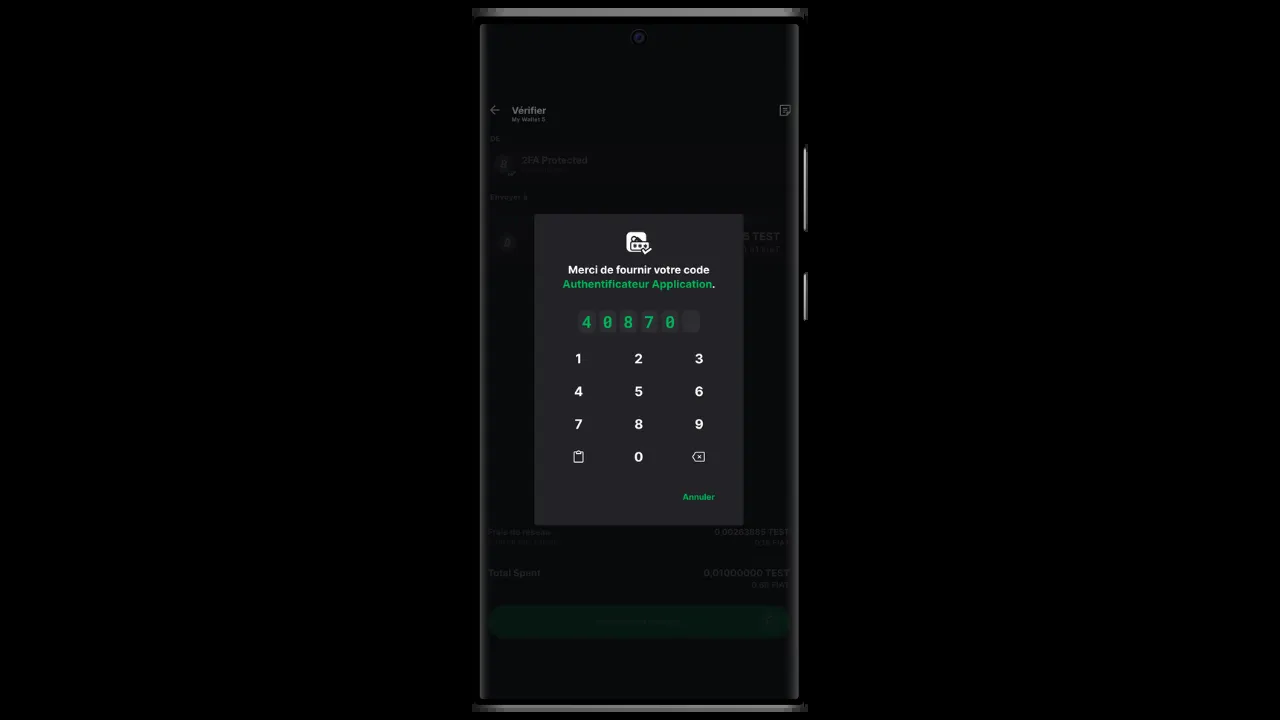 Vérifier
My Wallet 5
DE
2FA Protected
Envoyer à
TEST
Merci de fournir votre code
Authentificateur Application.
4 0 8 7 0
1 2 3
4 5 6
7 8 9
0
Annuler
Frais de réseau
0,00263885 TEST
Total Spent
0,01000000 TEST